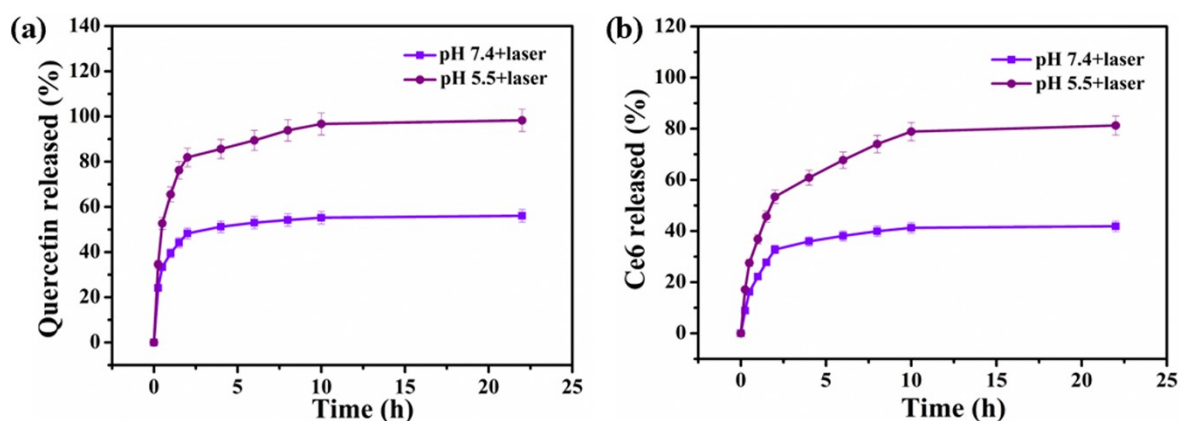 (a)
Quercetin released (%)
140
120
100
80
60
40
20
0
pH 7.4+laser
pH 5.5+laser
0 5 10 15 20 25
Time (h)
(b)
Ce6 released (%)
120
100
80
60
40
20
0
pH 7.4+laser
pH 5.5+laser
0 5 10 15 20 25
Time (h)